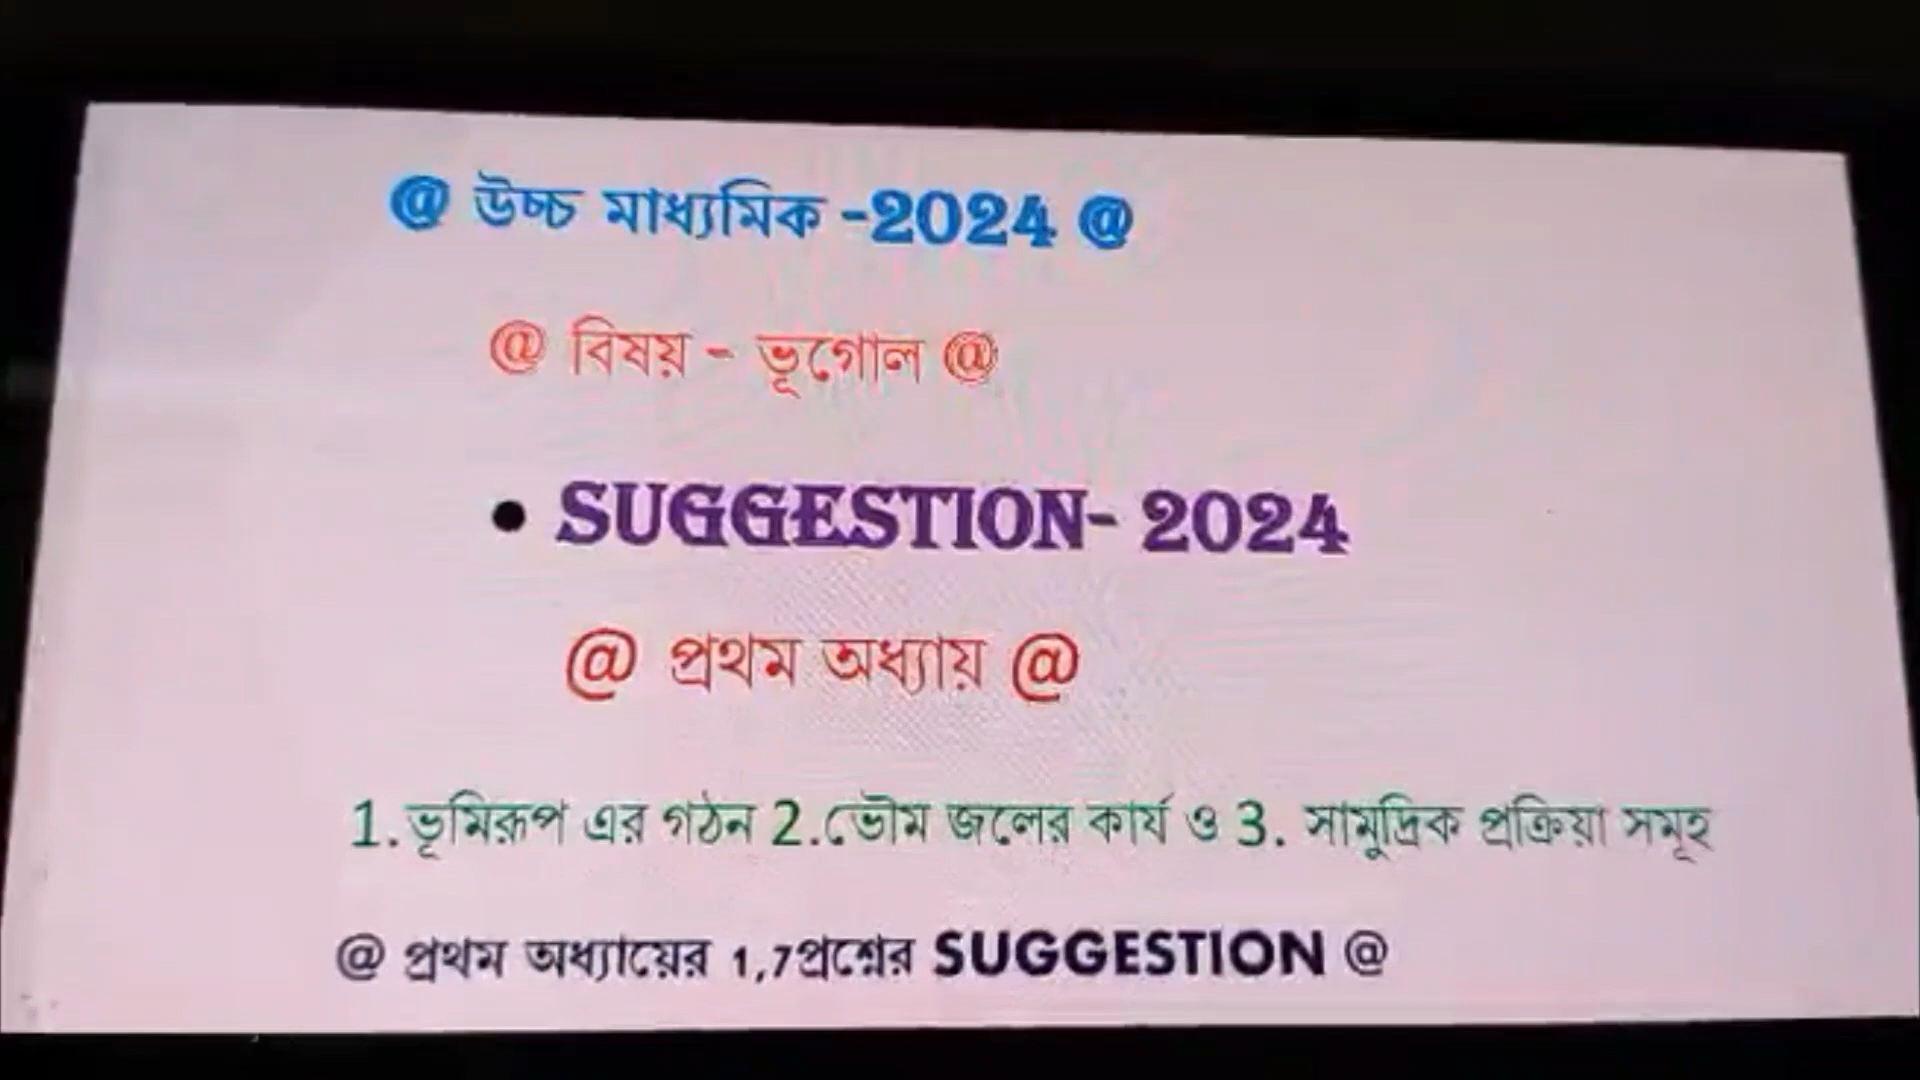 @ উচ্চ মাধ্যমিক -2024 @
@ বিষয় - ভূগোল @
• SUGGESTION- 2024
@ প্রথম অধ্যায় @
1.ভূমিরূপ এর গঠন 2.ভৌম জলের কার্য ও 3. সামুদ্রিক প্রক্রিয়া সমূহ
@ প্রথম অধ্যায়ের 1,7প্রশ্নের SUGGESTION @